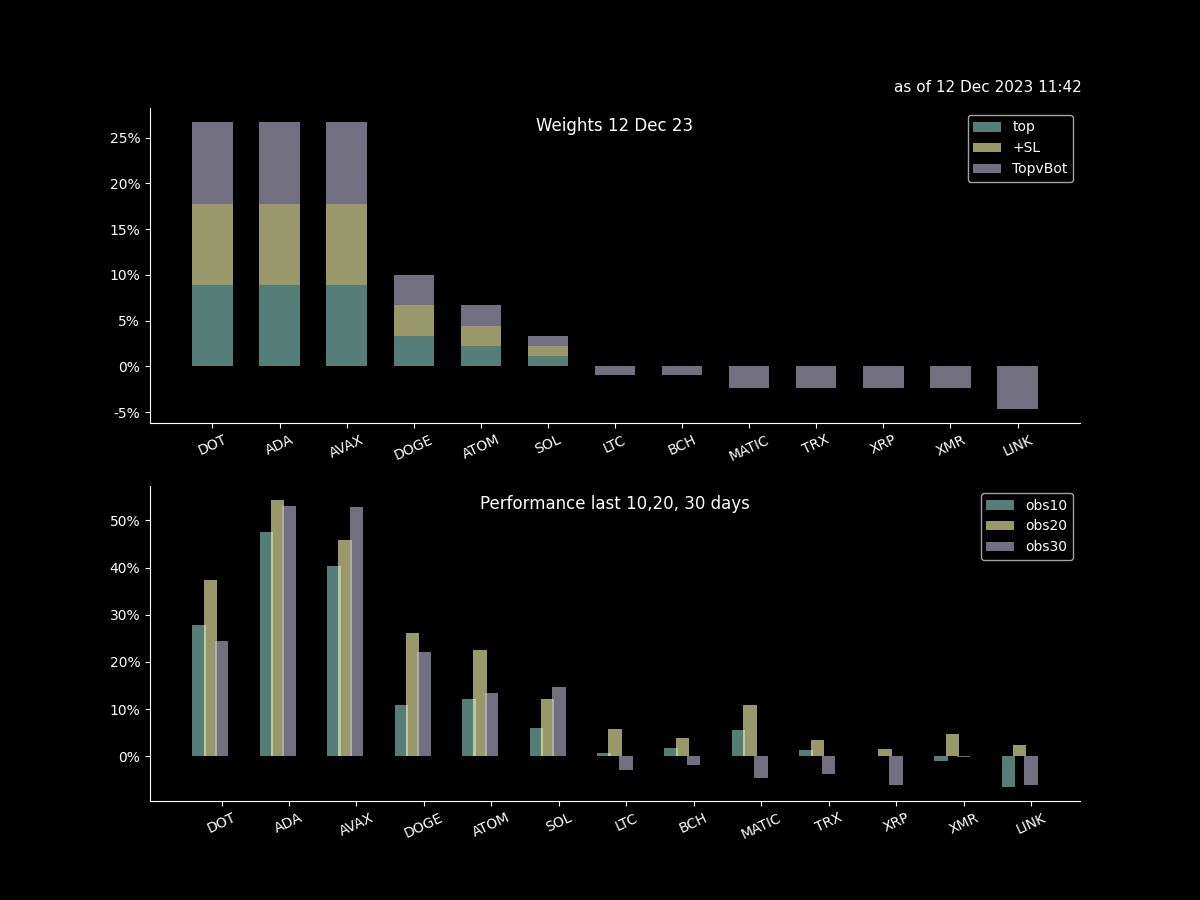 as of 12 Dec 2023 11:42
Weights 12 Dec 23
top
+SL
TopvBot
25%
20%
15%
10%
5%
0%
-5%
DOT ADA AVAX DOGE ATOM SOL LTC BCH MATIC TRX XRP XMR LINK
Performance last 10,20, 30 days
obs10
obs20
obs30
50%
40%
30%
20%
10%
0%
DOT ADA AVAX DOGE ATOM SOL LTC BCH MATIC TRX XRP XMR LINK